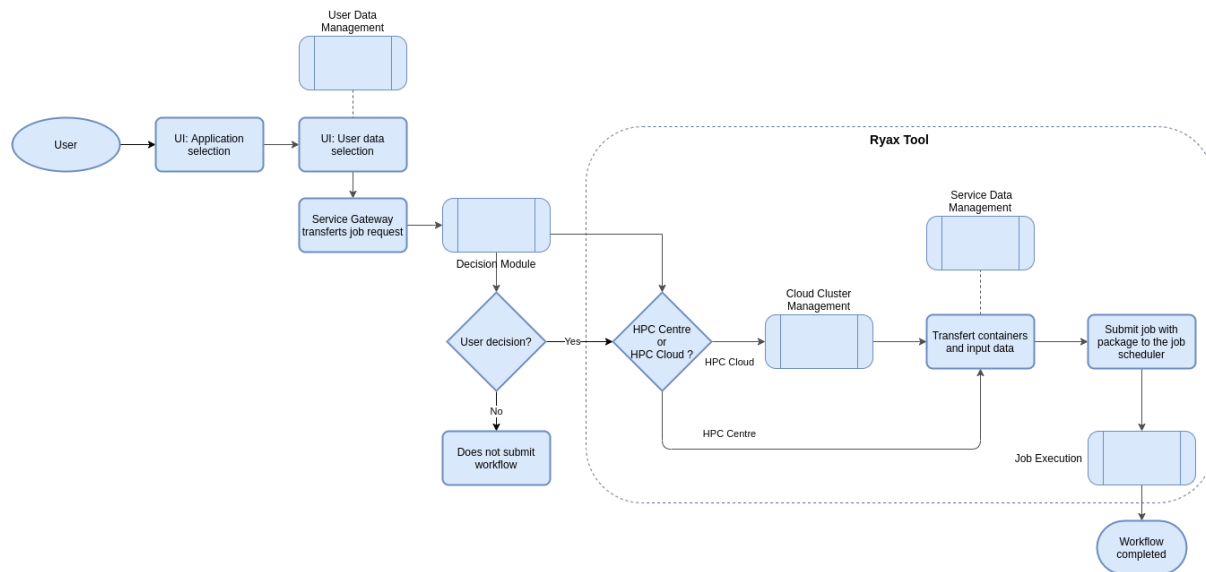 User Data
Management
User
UI: Application
selection
UI: User data
selection
Service Gateway
transferts job request
Decision Module
User decision?
Yes
No
Does not submit
workflow
Ryax Tool
HPC Centre
or
HPC Cloud ?
HPC Cloud
HPC Centre
Cloud Cluster
Management
Service Data
Management
Transfert containers
and input data
Submit job with
package to the job
scheduler
Job Execution
Workflow
completed